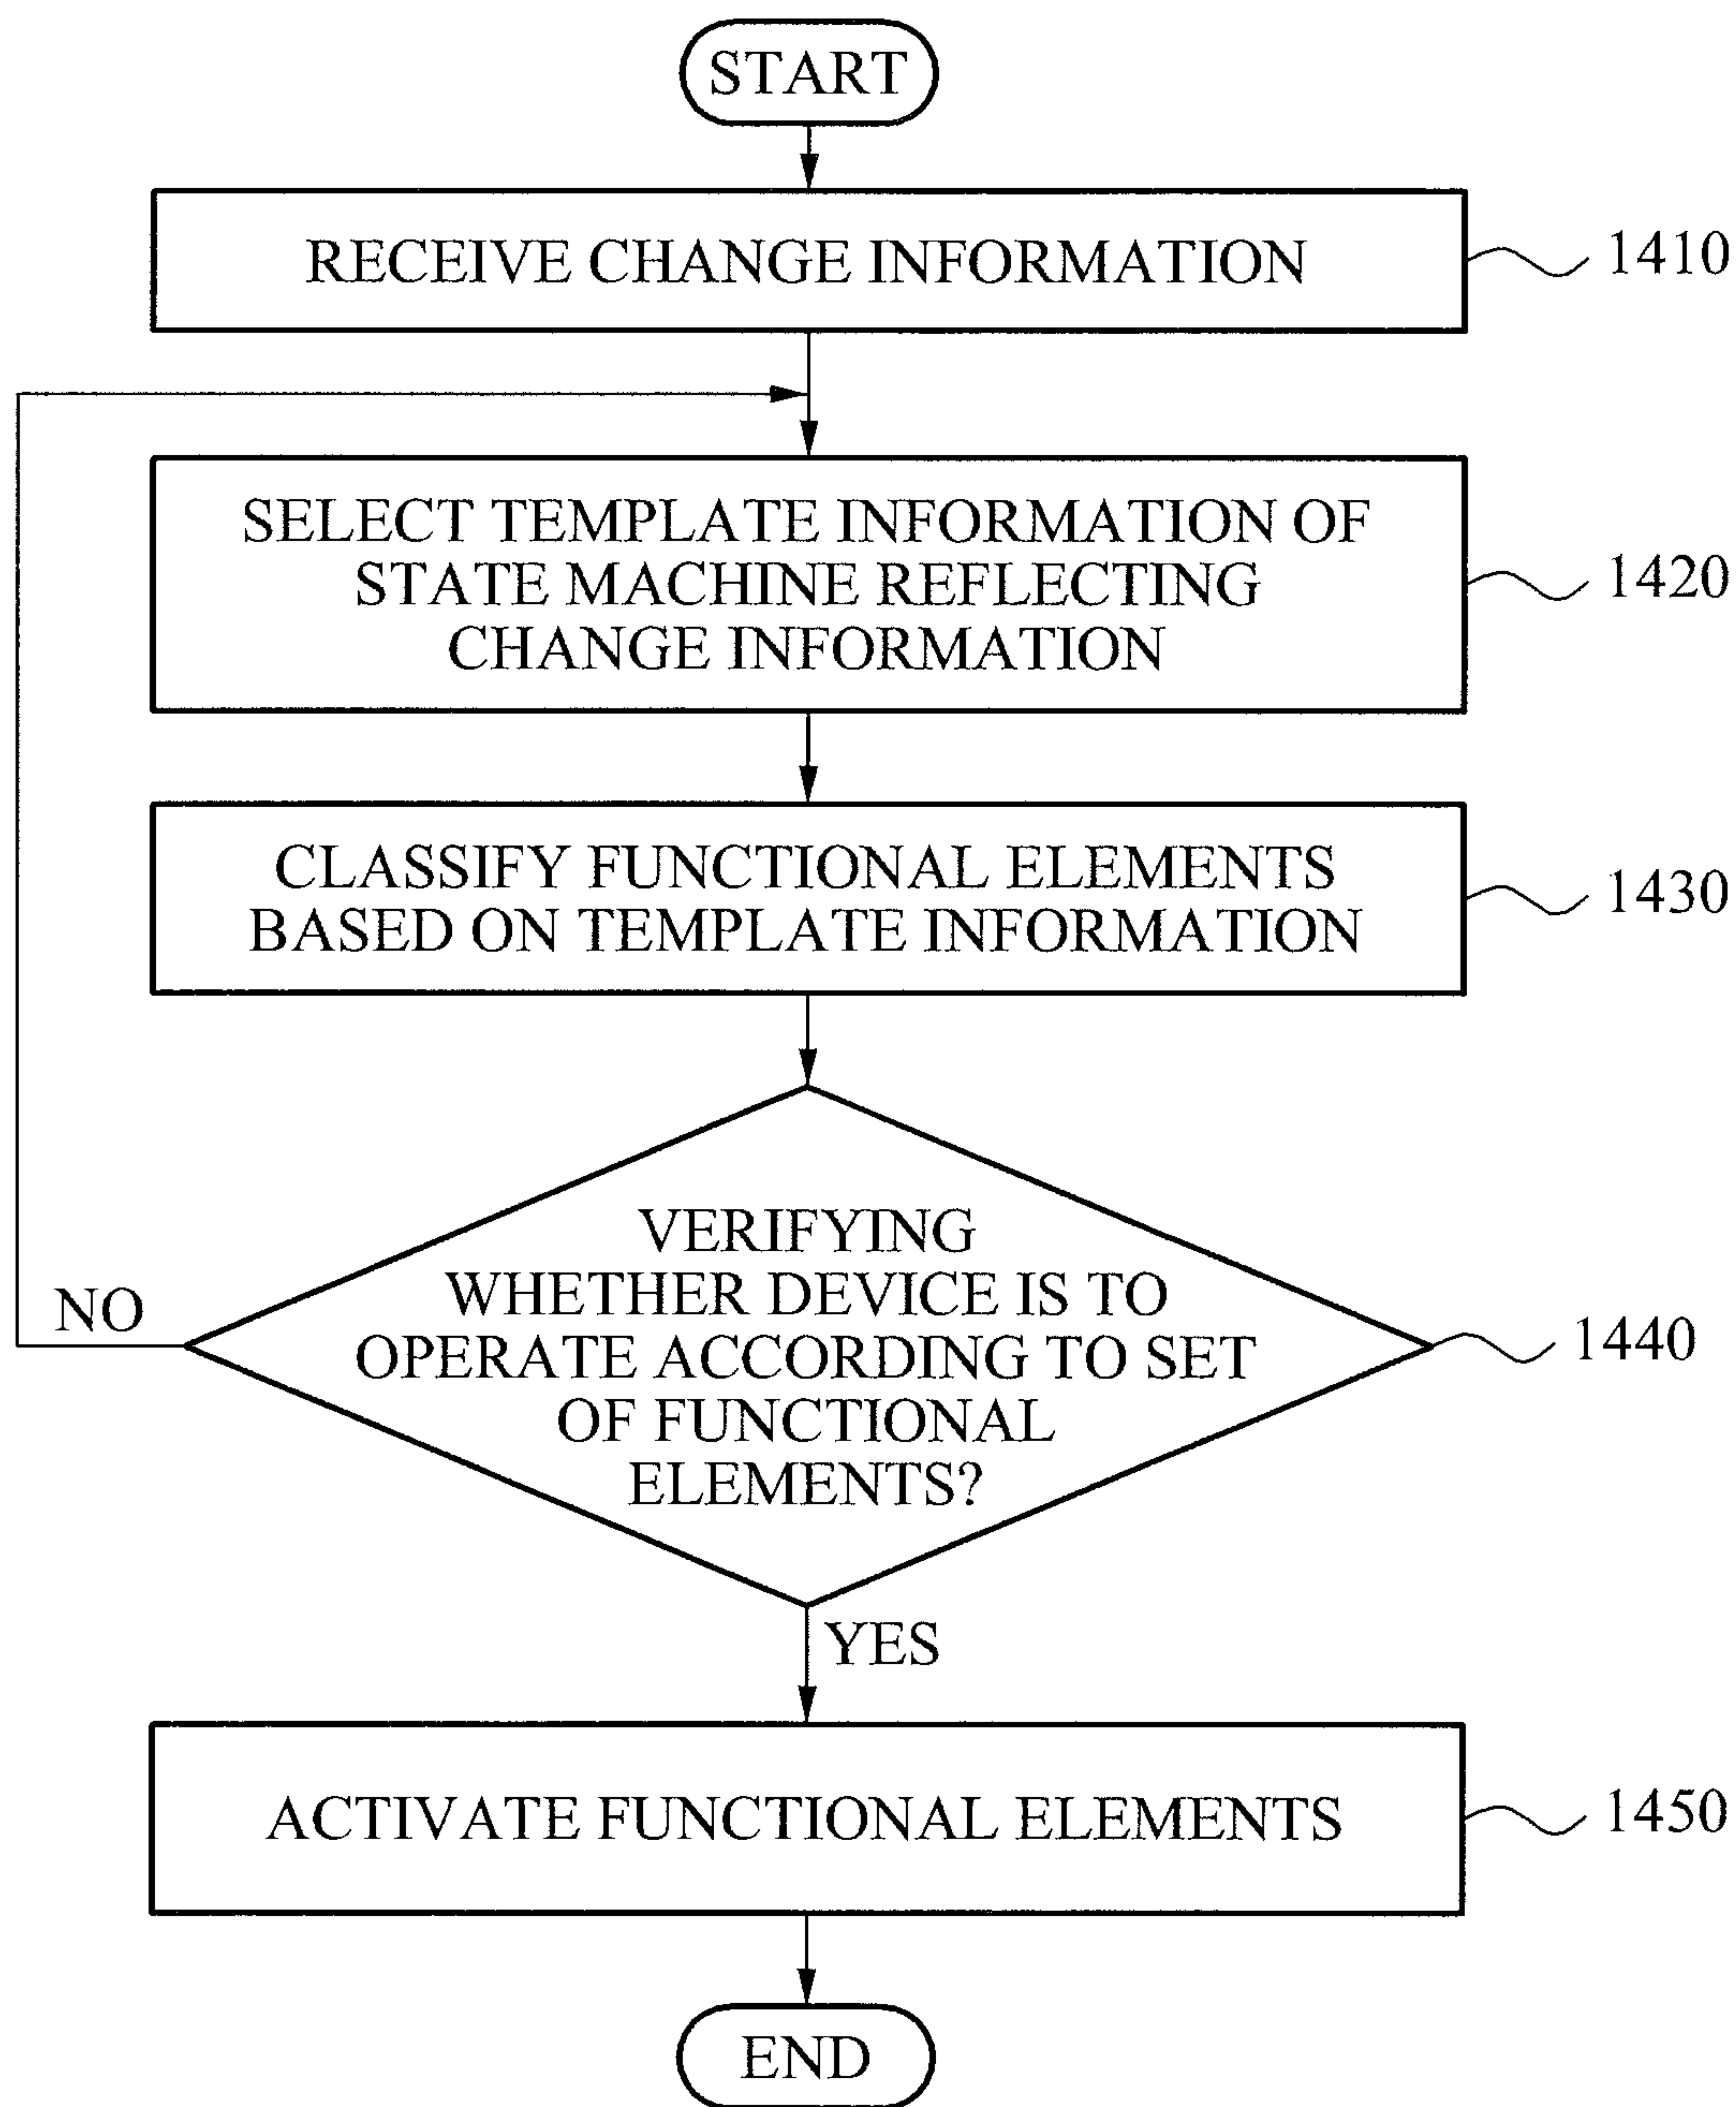 START
RECEIVE CHANGE INFORMATION
1410
SELECT TEMPLATE INFORMATION OF
STATE MACHINE REFLECTING
CHANGE INFORMATION
1420
CLASSIFY FUNCTIONAL ELEMENTS
BASED ON TEMPLATE INFORMATION
1430
VERIFYING
WHETHER DEVICE IS TO
OPERATE ACCORDING TO SET
OF FUNCTIONAL
ELEMENTS?
1440
NO
YES
ACTIVATE FUNCTIONAL ELEMENTS
1450
END